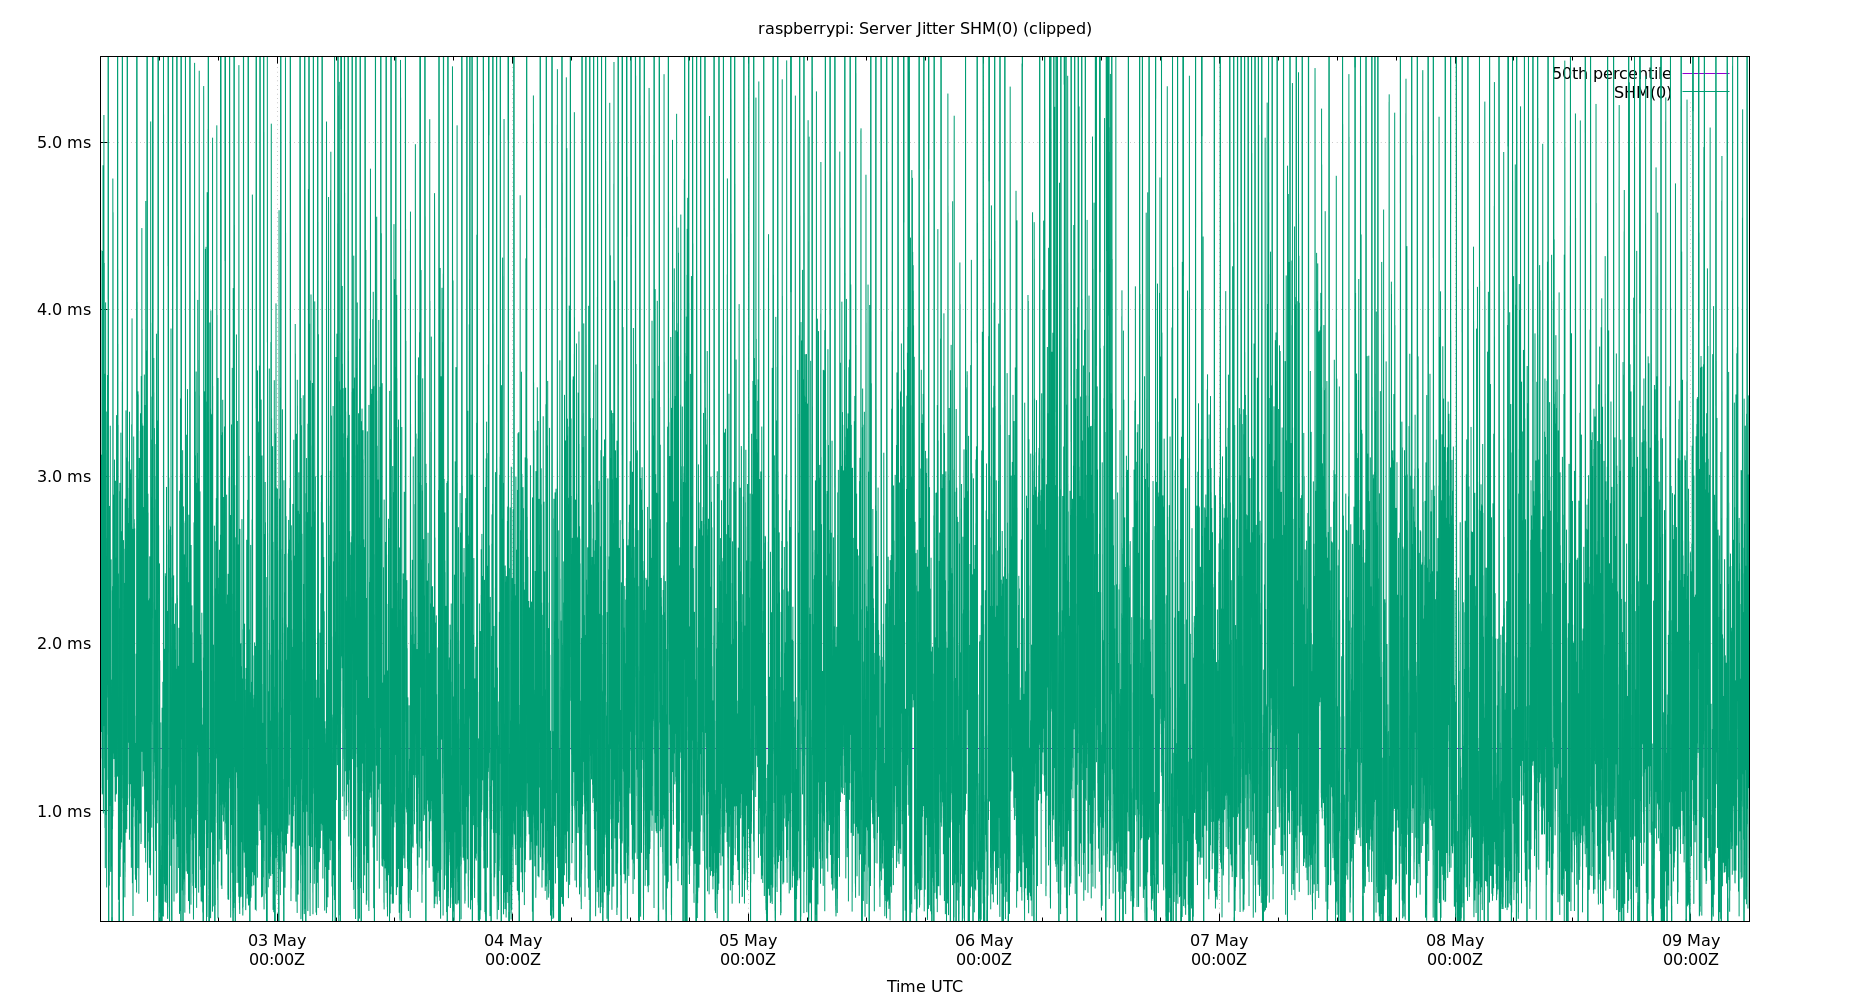 raspberrypi: Server Jitter SHM(0) (clipped)
50th percentile
SHM(0)
5.0 ms
4.0 ms
3.0 ms
2.0 ms
1.0 ms
03 May 04 May 05 May 06 May 07 May 08 May 09 May
00:00Z 00:00Z 00:00Z 00:00Z 00:00Z 00:00Z 00:00Z
Time UTC